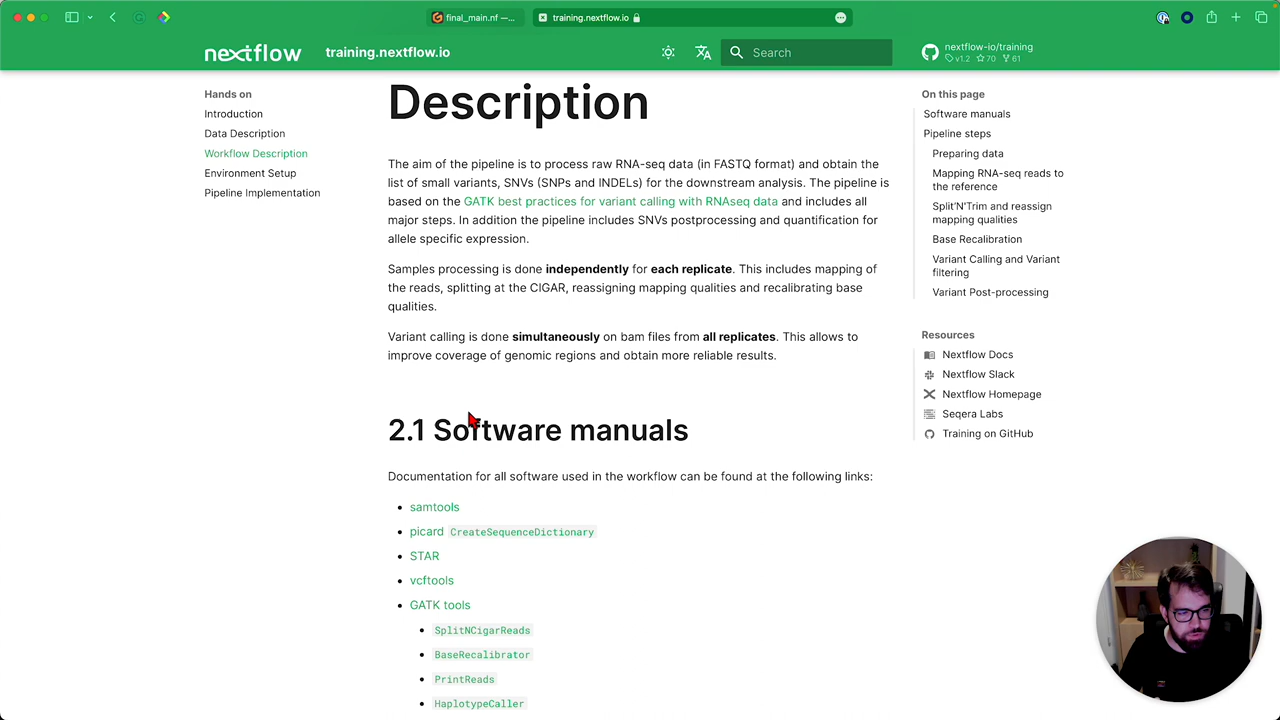 final_main.nf —...
training.nextflow.io
nextflow
training.nextflow.io
Search
nextflow-io/training
v1.2 70 61
Hands on
Introduction
Data Description
Workflow Description
Environment Setup
Pipeline Implementation
Description
The aim of the pipeline is to process raw RNA-seq data (in FASTQ format) and obtain the
list of small variants, SNVs (SNPs and INDELs) for the downstream analysis. The pipeline is
based on the GATK best practices for variant calling with RNAseq data and includes all
major steps. In addition the pipeline includes SNVs postprocessing and quantification for
allele specific expression.
Samples processing is done independently for each replicate. This includes mapping of
the reads, splitting at the CIGAR, reassigning mapping qualities and recalibrating base
qualities.
Variant calling is done simultaneously on bam files from all replicates. This allows to
improve coverage of genomic regions and obtain more reliable results.
2.1 Software manuals
Documentation for all software used in the workflow can be found at the following links:
samtools
picard CreateSequenceDictionary
STAR
vcftools
GATK tools
SplitNCigarReads
BaseRecalibrator
PrintReads
HaplotypeCaller
On this page
Software manuals
Pipeline steps
Preparing data
Mapping RNA-seq reads to
the reference
Split'N'Trim and reassign
mapping qualities
Base Recalibration
Variant Calling and Variant
filtering
Variant Post-processing
Resources
Nextflow Docs
Nextflow Slack
Nextflow Homepage
Seqera Labs
Training on GitHub